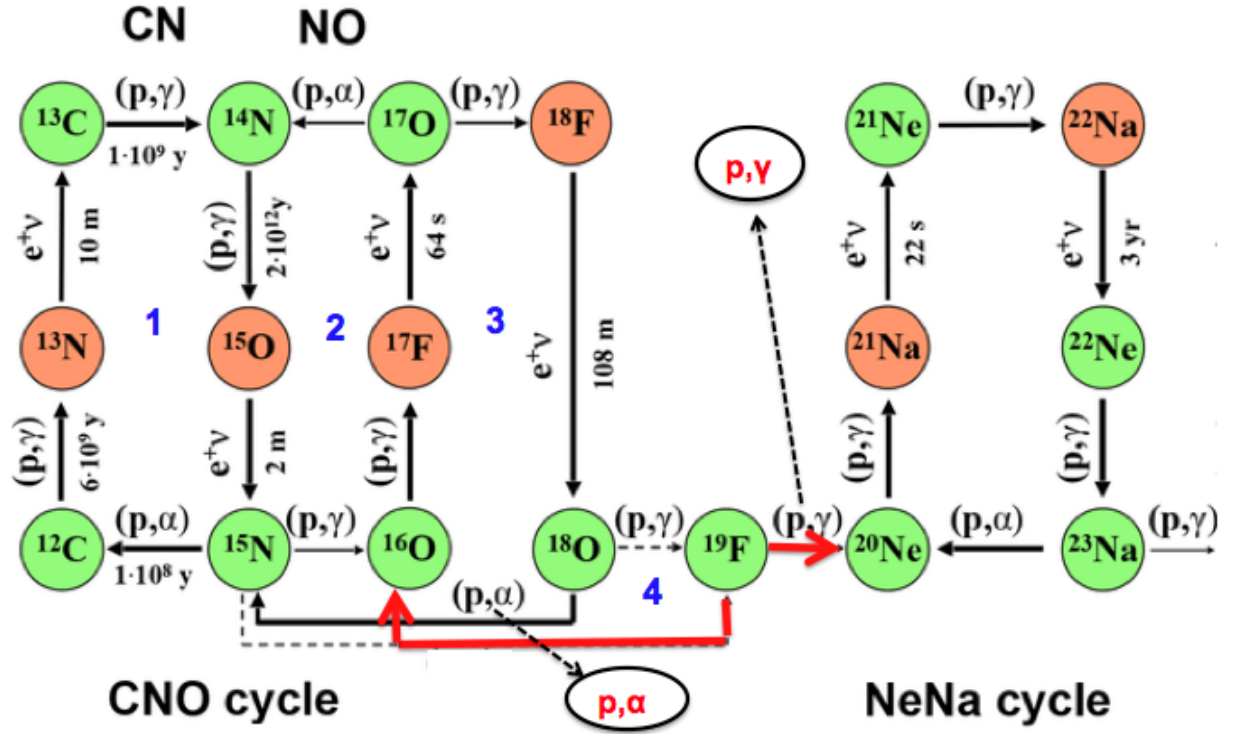 CN NO
¹³C (p,γ) 1·10⁹ y ¹⁴N (p,α) ¹⁷O (p,γ) ¹⁸F
²¹Ne (p,γ) ²²Na
p,γ
e⁺ν 10 m
(p,γ) 2·10¹²y
e⁺ν 64 s
e⁺ν 108 m
e⁺ν 22 s
e⁺ν 3 yr
1 2 3
¹³N ¹⁵O ¹⁷F
²¹Na ²²Ne
(p,γ) 6·10⁹ y
e⁺ν 2 m
(p,γ)
(p,γ)
(p,γ)
¹²C (p,α) 1·10⁸ y ¹⁵N (p,γ) ¹⁶O ¹⁸O (p,γ) ¹⁹F (p,γ) ²⁰Ne (p,α) ²³Na (p,γ)
4
(p,α)
p,α
CNO cycle
NeNa cycle